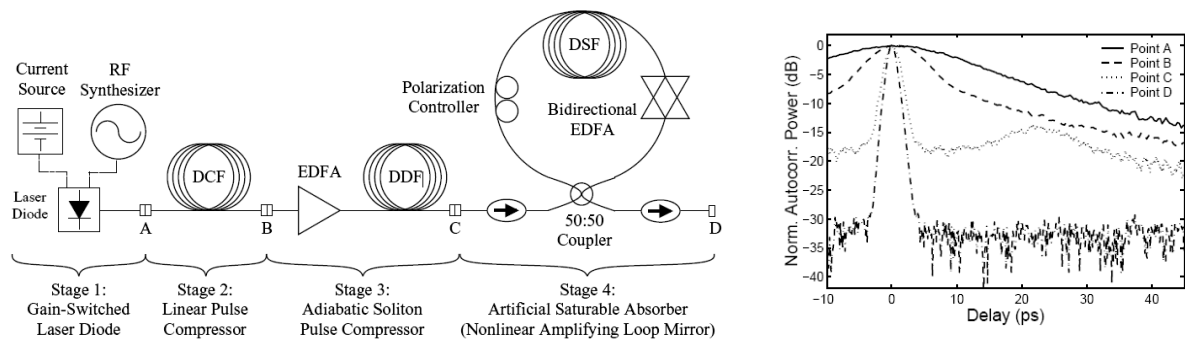 Current
Source
RF
Synthesizer
Laser
Diode
A
DCF
B
EDFA
DDF
C
Polarization
Controller
DSF
Bidirectional
EDFA
50:50
Coupler
D
Stage 1:
Gain-Switched
Laser Diode
Stage 2:
Linear Pulse
Compressor
Stage 3:
Adiabatic Soliton
Pulse Compressor
Stage 4:
Artificial Saturable Absorber
(Nonlinear Amplifying Loop Mirror)
Norm. Autocorr. Power (dB)
0
−5
−10
−15
−20
−25
−30
−35
−40
Point A
Point B
Point C
Point D
−10
0
10
20
30
40
Delay (ps)